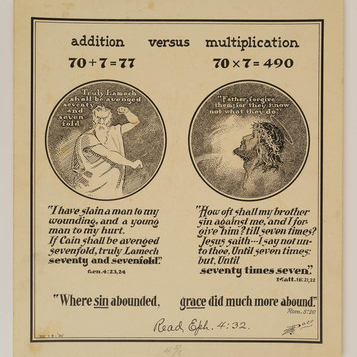 addition versus multiplication
70+7=77 70×7=490
Truly Lamech
shall be avenged
seventy
and
seven
fold.
"Father, forgive
them; for they know
not what they do."
"I have slain a man to my
wounding, and a young
man to my hurt.
If Cain shall be avenged
sevenfold, truly Lamech
seventy and sevenfold."
Gen. 4:23,24
"How oft shall my brother
sin against me, and I for-
give him? till seven times?
Jesus saith---I say not un-
to thee, Until seven times:
but, Until
seventy times seven."
Matt. 18:21,22
"Where sin abounded, grace did much more abound."
Rom. 5:20
Read Eph. 4:32.